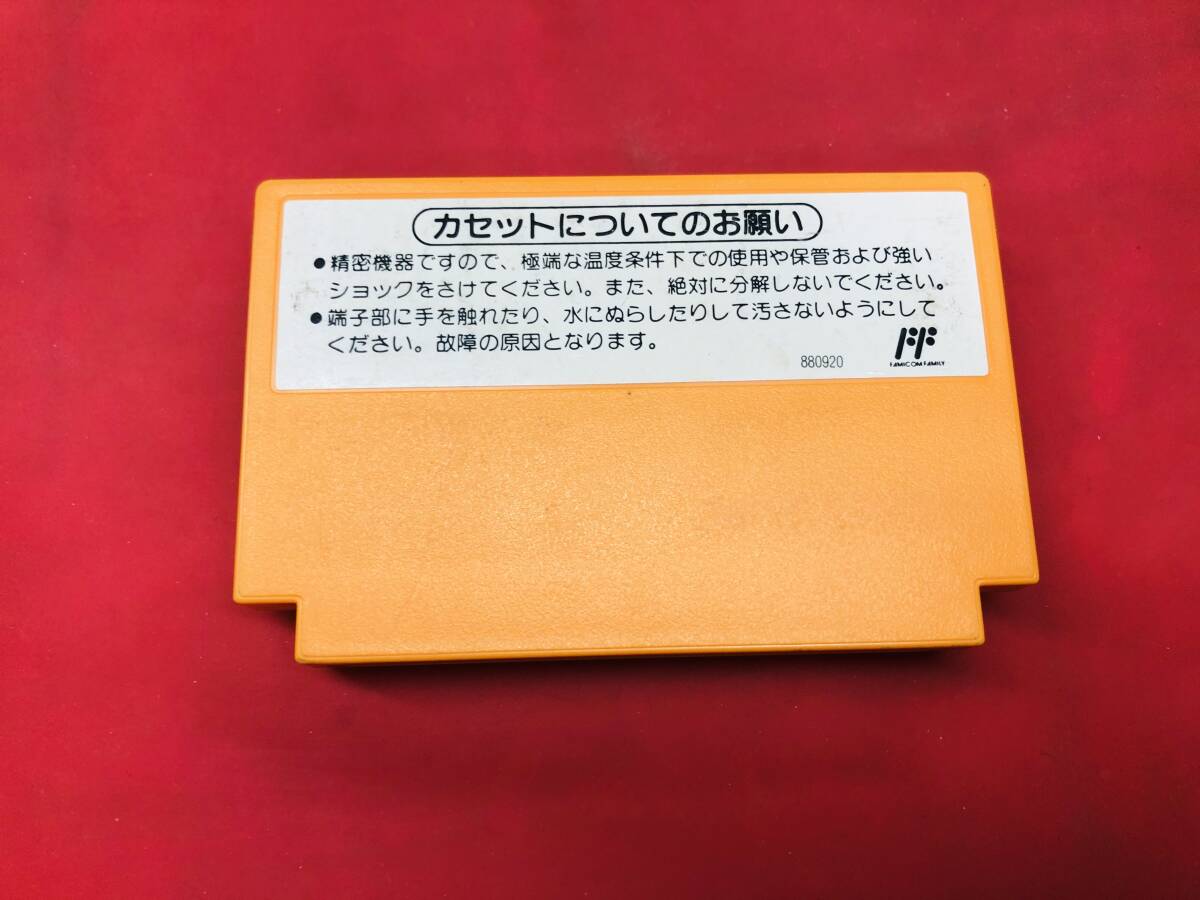 カセットについてのお願い
●精密機器ですので、極端な温度条件下での使用や保管および強い
ショックをさけてください。また、絶対に分解しないでください。
●端子部に手を触れたり、水にぬらしたりして汚さないようにして
ください。故障の原因となります。
880920
FF
FAMICOM FAMILY